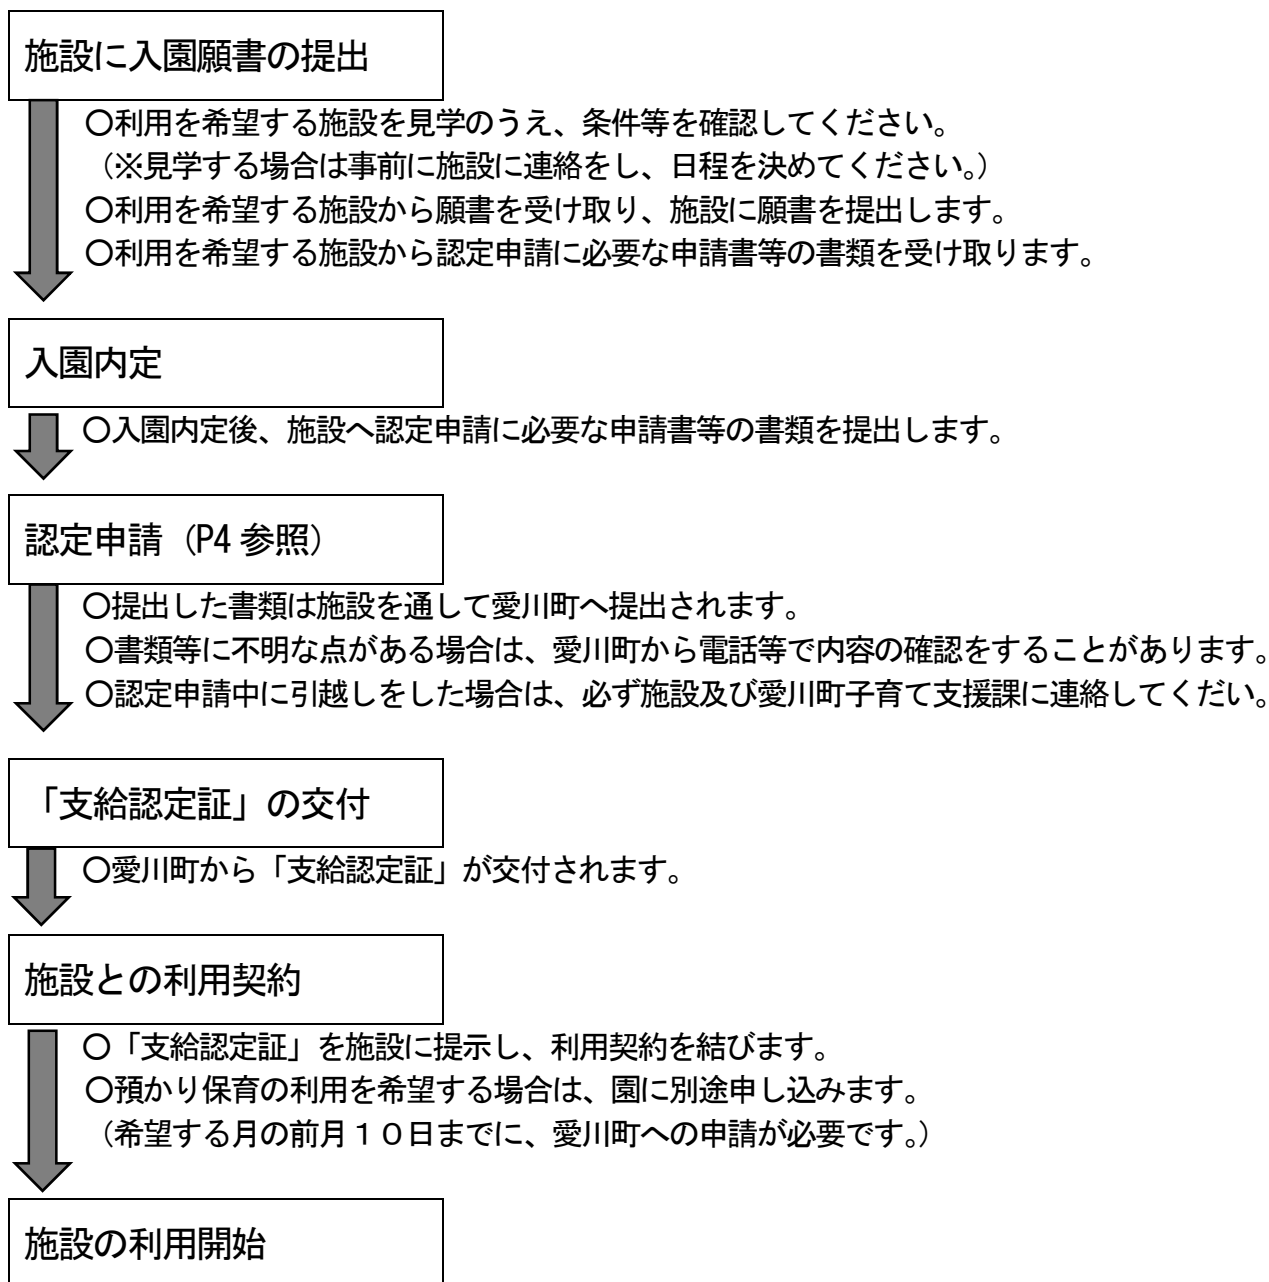 施設に入園願書の提出
〇利用を希望する施設を見学のうえ、条件等を確認してください。
（※見学する場合は事前に施設に連絡をし、日程を決めてください。）
〇利用を希望する施設から願書を受け取り、施設に願書を提出します。
〇利用を希望する施設から認定申請に必要な申請書等の書類を受け取ります。
入園内定
〇入園内定後、施設へ認定申請に必要な申請書等の書類を提出します。
認定申請（P4 参照）
〇提出した書類は施設を通して愛川町へ提出されます。
〇書類等に不明な点がある場合は、愛川町から電話等で内容の確認をすることがあります。
〇認定申請中に引越しをした場合は、必ず施設及び愛川町子育て支援課に連絡してくだい。
「支給認定証」の交付
〇愛川町から「支給認定証」が交付されます。
施設との利用契約
〇「支給認定証」を施設に提示し、利用契約を結びます。
〇預かり保育の利用を希望する場合は、園に別途申し込みます。
（希望する月の前月１０日までに、愛川町への申請が必要です。）
施設の利用開始